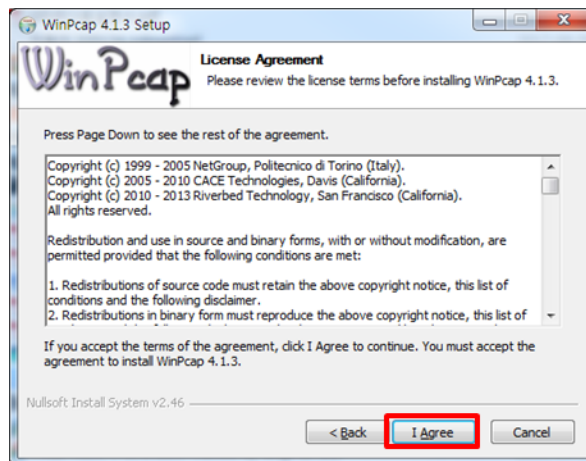 WinPcap 4.1.3 Setup
WinPcap
License Agreement
Please review the license terms before installing WinPcap 4.1.3.
Press Page Down to see the rest of the agreement.
Copyright (c) 1999 - 2005 NetGroup, Politecnico di Torino (Italy).
Copyright (c) 2005 - 2010 CACE Technologies, Davis (California).
Copyright (c) 2010 - 2013 Riverbed Technology, San Francisco (California).
All rights reserved.
Redistribution and use in source and binary forms, with or without modification, are
permitted provided that the following conditions are met:
1. Redistributions of source code must retain the above copyright notice, this list of
conditions and the following disclaimer.
2. Redistributions in binary form must reproduce the above copyright notice, this list of
If you accept the terms of the agreement, click I Agree to continue. You must accept the
agreement to install WinPcap 4.1.3.
Nullsoft Install System v2.46
< Back
I Agree
Cancel